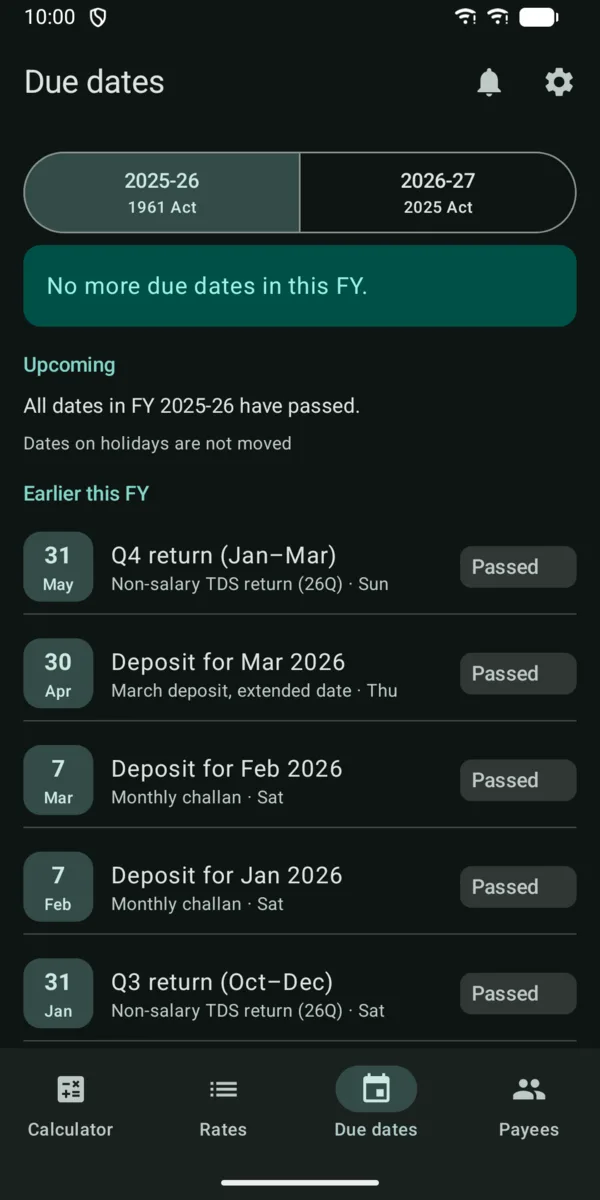 10:00
Due dates
2025-26
1961 Act
2026-27
2025 Act
No more due dates in this FY.
Upcoming
All dates in FY 2025-26 have passed.
Dates on holidays are not moved
Earlier this FY
31
May
Q4 return (Jan–Mar)
Non-salary TDS return (26Q) · Sun
Passed
30
Apr
Deposit for Mar 2026
March deposit, extended date · Thu
Passed
7
Mar
Deposit for Feb 2026
Monthly challan · Sat
Passed
7
Feb
Deposit for Jan 2026
Monthly challan · Sat
Passed
31
Jan
Q3 return (Oct–Dec)
Non-salary TDS return (26Q) · Sat
Passed
Calculator
Rates
Due dates
Payees